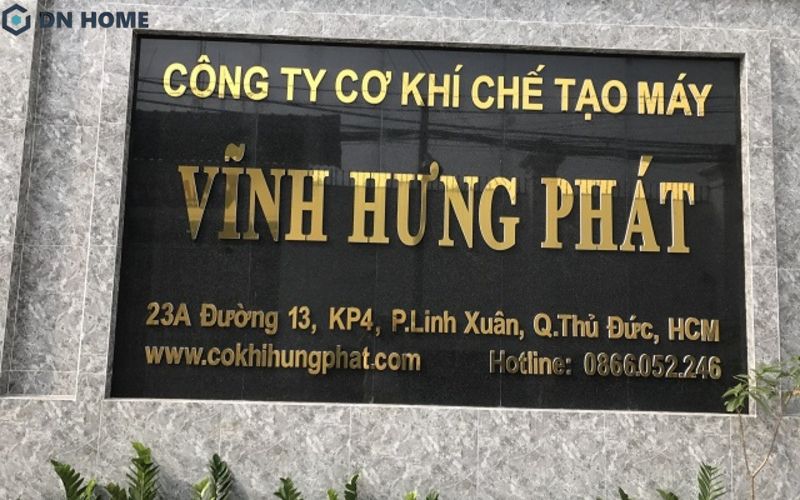 DN HOME
CÔNG TY CƠ KHÍ CHẾ TẠO MÁY
VĨNH HƯNG PHÁT
23A Đường 13, KP4, P.Linh Xuân, Q.Thủ Đức, HCM
www.cokhihungphat.com Hotline: 0866.052.246